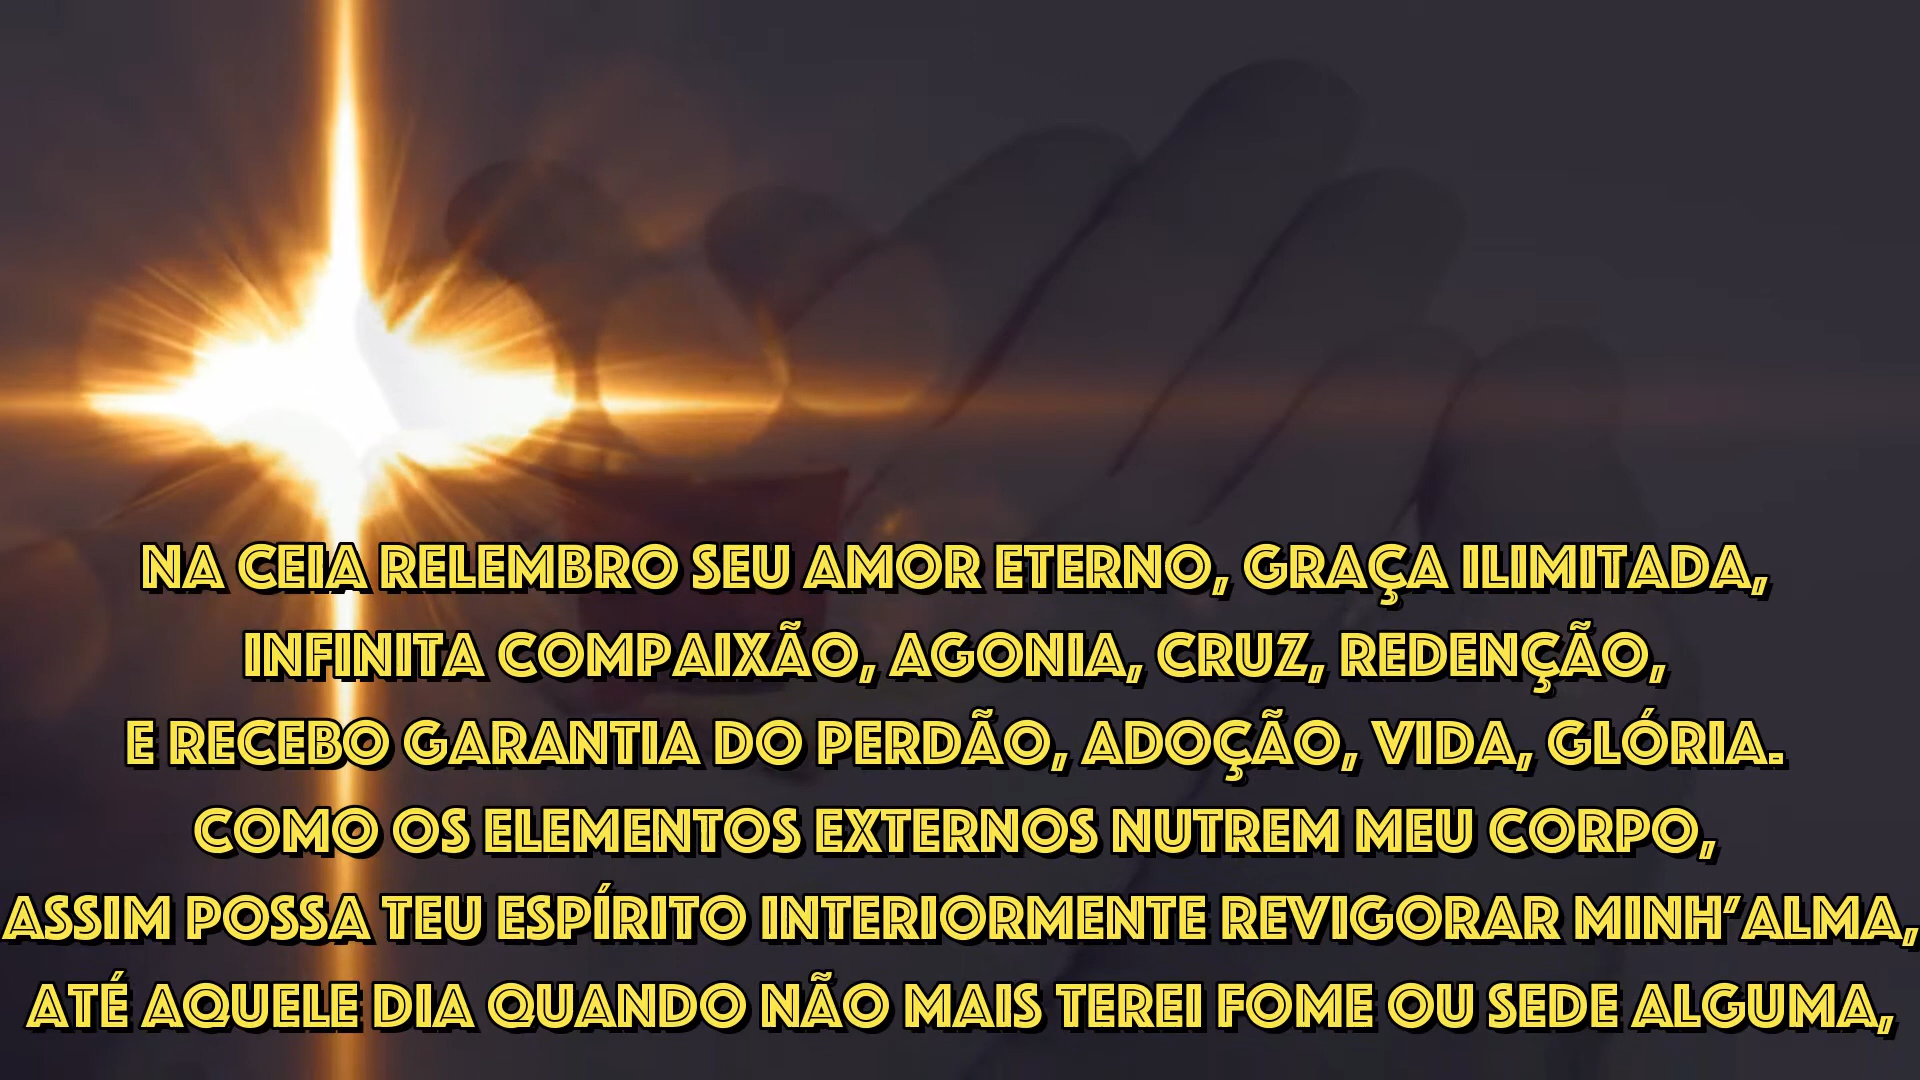 NA CEIA RELEMBRO SEU AMOR ETERNO, GRAÇA ILIMITADA,
INFINITA COMPAIXÃO, AGONIA, CRUZ, REDENÇÃO,
E RECEBO GARANTIA DO PERDÃO, ADOÇÃO, VIDA, GLÓRIA.
COMO OS ELEMENTOS EXTERNOS NUTREM MEU CORPO,
ASSIM POSSA TEU ESPÍRITO INTERIORMENTE REVIGORAR MINH'ALMA,
ATÉ AQUELE DIA QUANDO NÃO MAIS TEREI FOME OU SEDE ALGUMA,